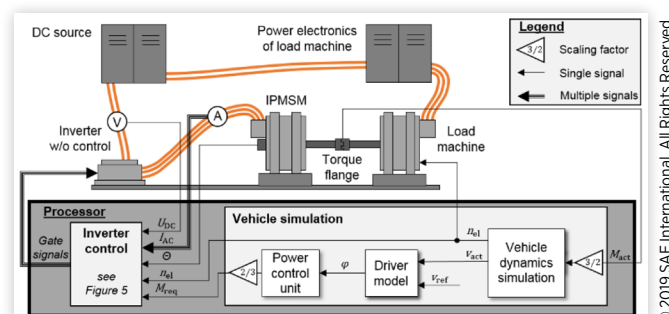 DC source
Power electronics
of load machine
Legend
3/2 Scaling factor
Single signal
Multiple signals
IPMSM
V
A
Inverter
w/o control
Torque
flange
Load
machine
Processor
Gate
signals
Inverter
control
see
Figure 5
U_DC
I_AC
Θ
n_el
M_req
Vehicle simulation
2/3
Power
control
unit
φ
Driver
model
n_el
v_act
v_ref
Vehicle
dynamics
simulation
3/2
M_act
© 2019 SAE International. All Rights Reserved